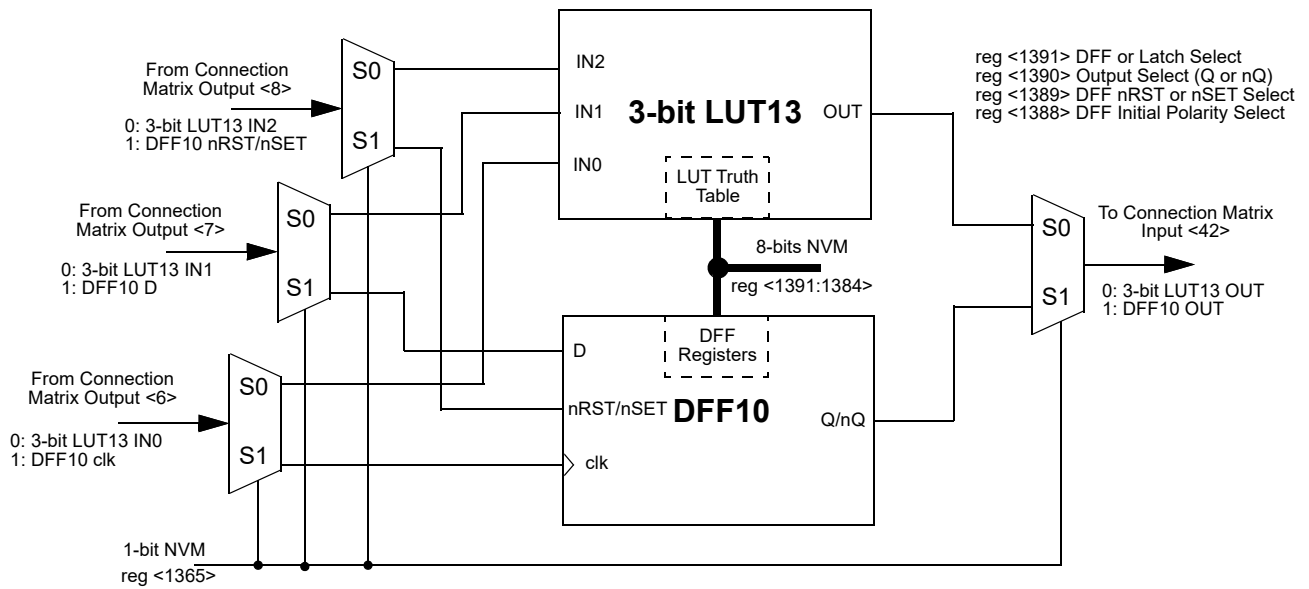 From Connection
Matrix Output <8>
0: 3-bit LUT13 IN2
1: DFF10 nRST/nSET
S0
S1
From Connection
Matrix Output <7>
0: 3-bit LUT13 IN1
1: DFF10 D
S0
S1
From Connection
Matrix Output <6>
0: 3-bit LUT13 IN0
1: DFF10 clk
S0
S1
1-bit NVM
reg <1365>
IN2
IN1
IN0
3-bit LUT13
OUT
LUT Truth
Table
8-bits NVM
reg <1391:1384>
DFF
Registers
D
nRST/nSET
clk
DFF10
Q/nQ
reg <1391> DFF or Latch Select
reg <1390> Output Select (Q or nQ)
reg <1389> DFF nRST or nSET Select
reg <1388> DFF Initial Polarity Select
S0
S1
To Connection Matrix
Input <42>
0: 3-bit LUT13 OUT
1: DFF10 OUT